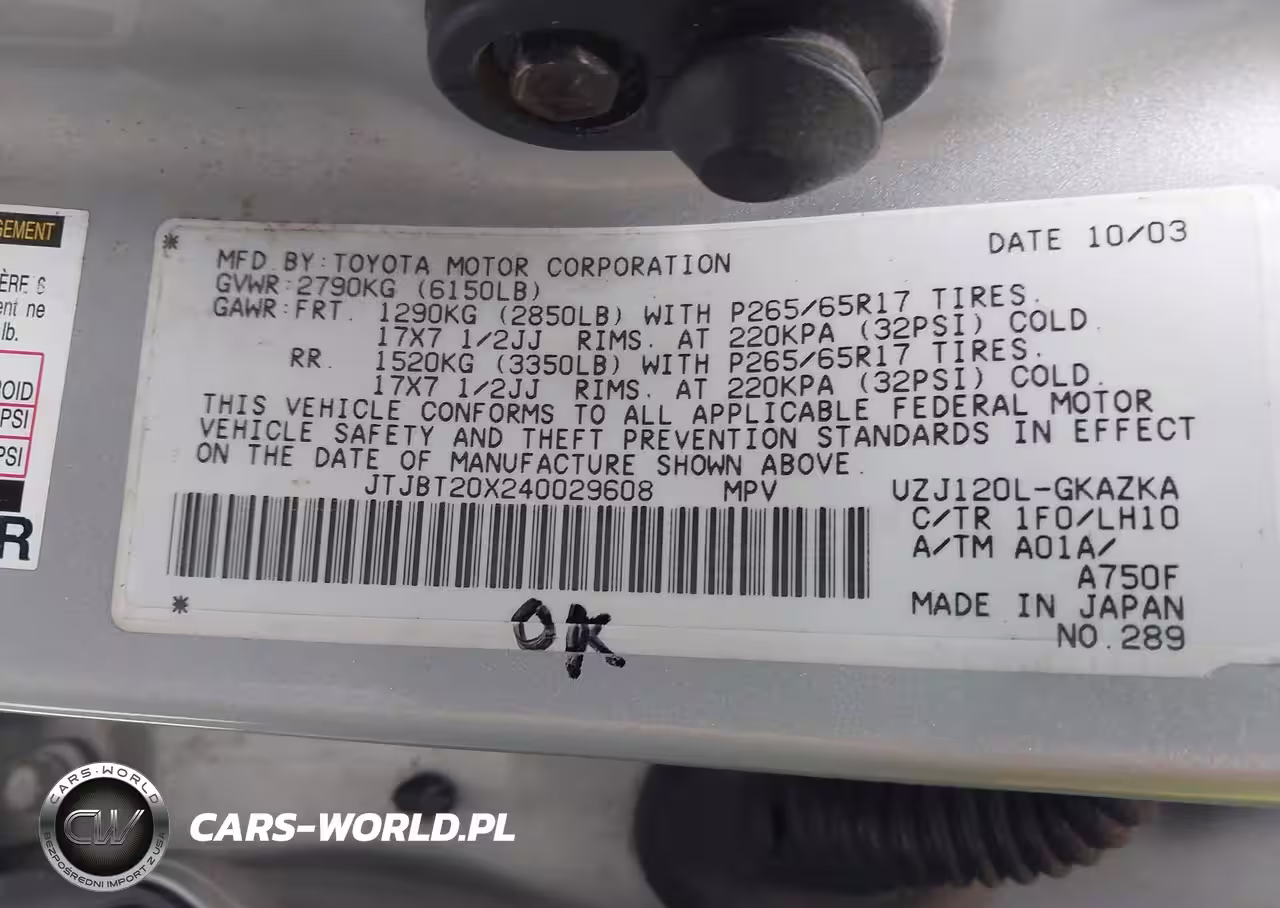 GEMENT
ÈRE
ent ne
lb.
ROID
PSI
PSI
R
*
DATE 10/03
MFD.BY:TOYOTA MOTOR CORPORATION
GVWR:2790KG (6150LB)
GAWR:FRT. 1290KG (2850LB) WITH P265/65R17 TIRES.
17X7 1/2JJ RIMS. AT 220KPA (32PSI) COLD.
RR. 1520KG (3350LB) WITH P265/65R17 TIRES.
17X7 1/2JJ RIMS. AT 220KPA (32PSI) COLD.
THIS VEHICLE CONFORMS TO ALL APPLICABLE FEDERAL MOTOR
VEHICLE SAFETY AND THEFT PREVENTION STANDARDS IN EFFECT
ON THE DATE OF MANUFACTURE SHOWN ABOVE.
JTJBT20X240029608 MPV UZJ120L-GKAZKA
C/TR 1F0/LH10
A/TM A01A/
A750F
MADE IN JAPAN
NO.289
*
OK
CARS-WORLD
CW
BEZPOŚREDNI IMPORT Z USA
CARS-WORLD.PL